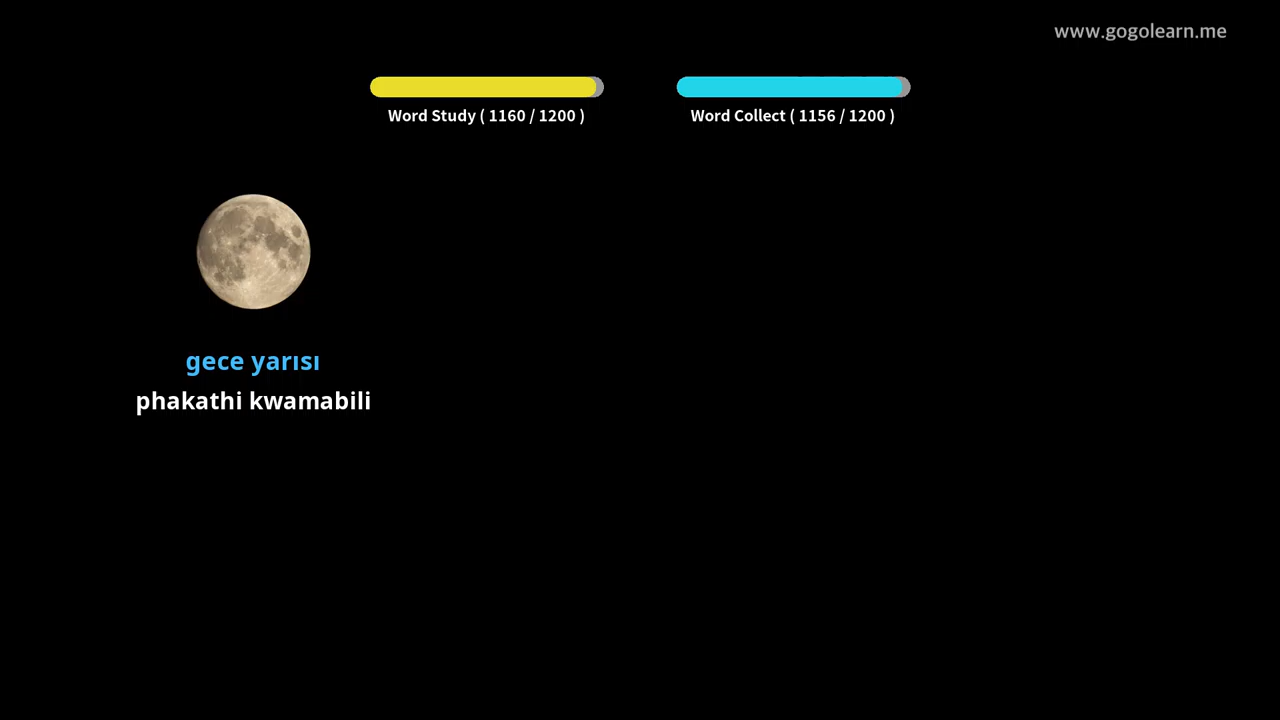 www.gogolearn.me
Word Study ( 1160 / 1200 )
Word Collect ( 1156 / 1200 )
gece yarısı
phakathi kwamabili